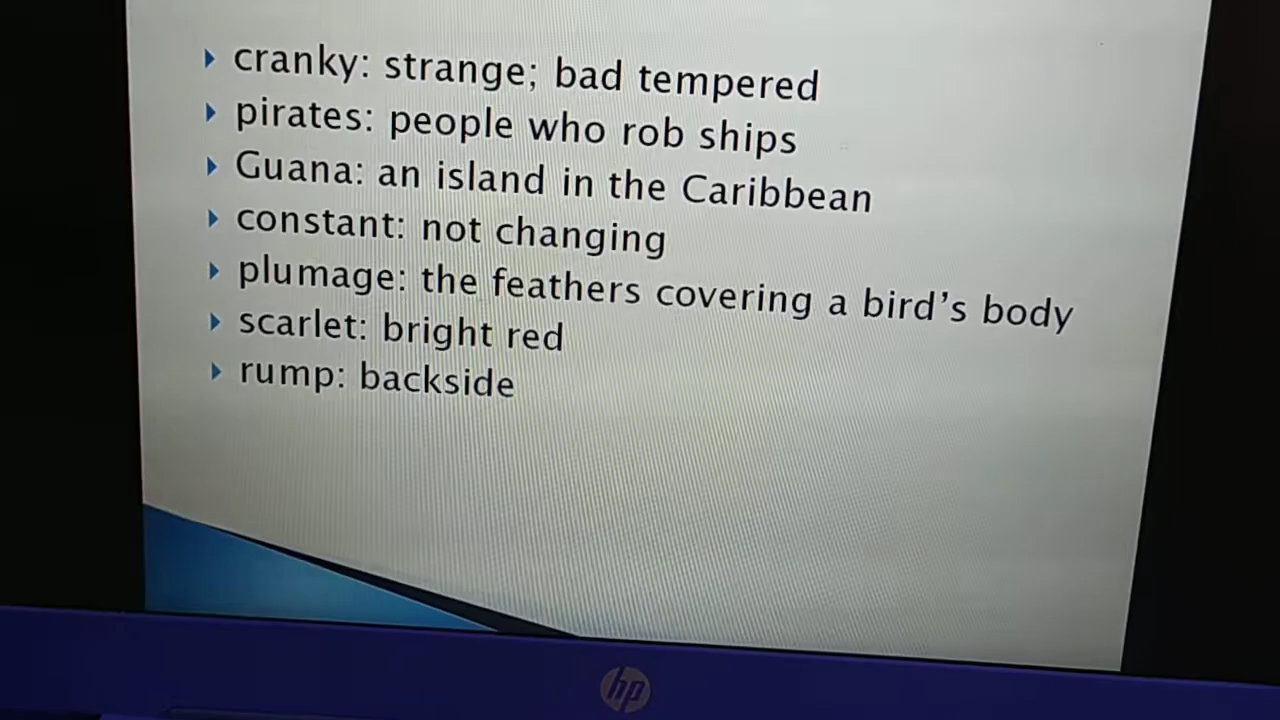 cranky: strange; bad tempered
pirates: people who rob ships
Guana: an island in the Caribbean
constant: not changing
plumage: the feathers covering a bird's body
scarlet: bright red
rump: backside
hp